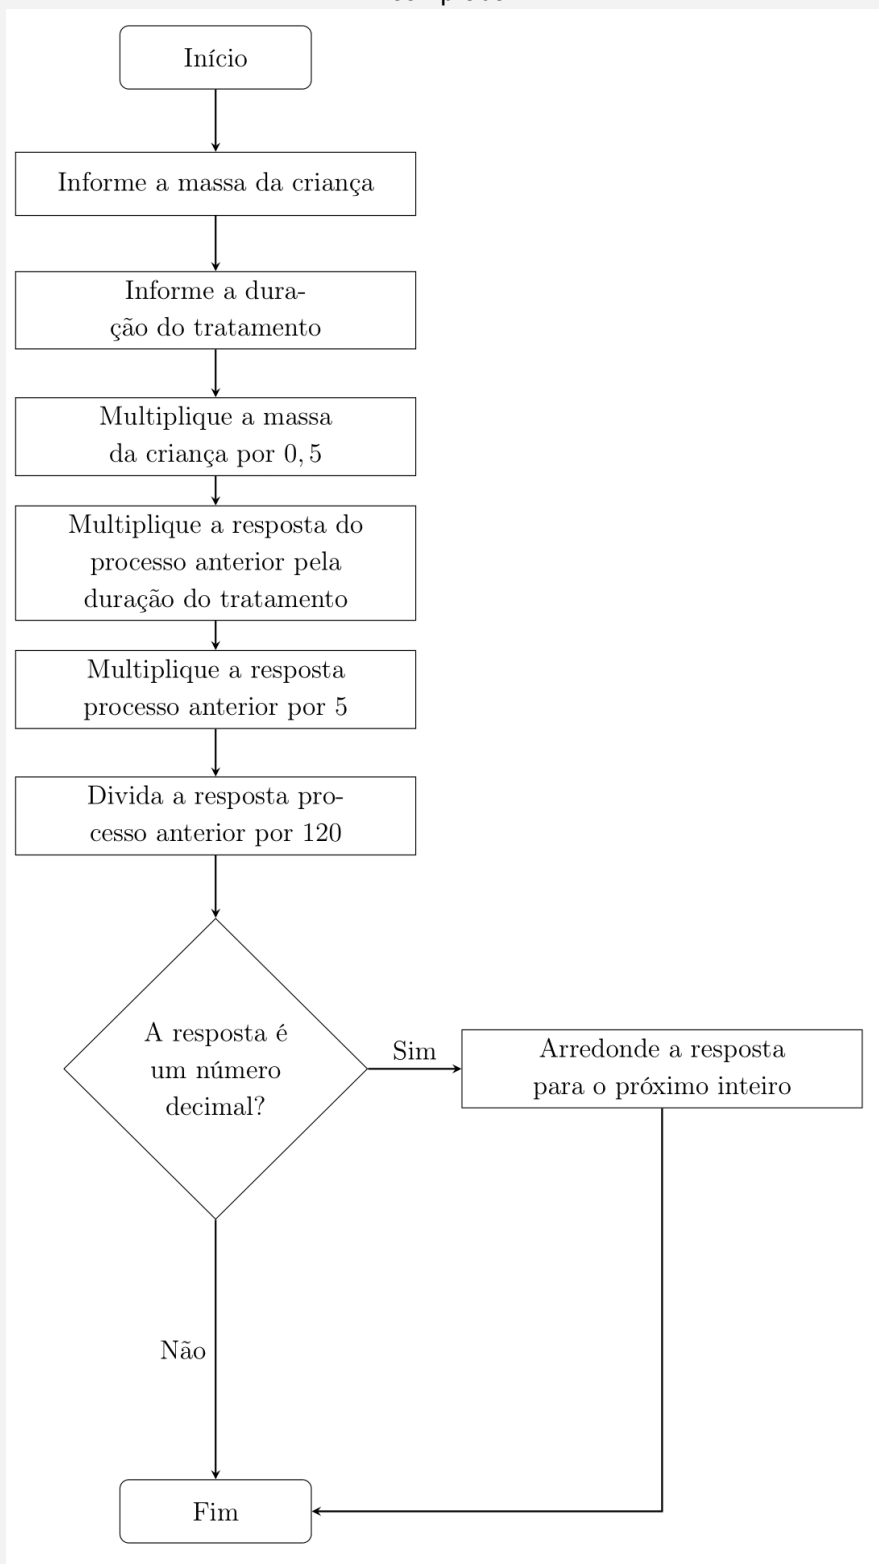 Início
Informe a massa da criança
Informe a dura-
ção do tratamento
Multiplique a massa
da criança por 0, 5
Multiplique a resposta do
processo anterior pela
duração do tratamento
Multiplique a resposta
processo anterior por 5
Divida a resposta pro-
cesso anterior por 120
A resposta é
um número
decimal?
Sim
Arredonde a resposta
para o próximo inteiro
Não
Fim